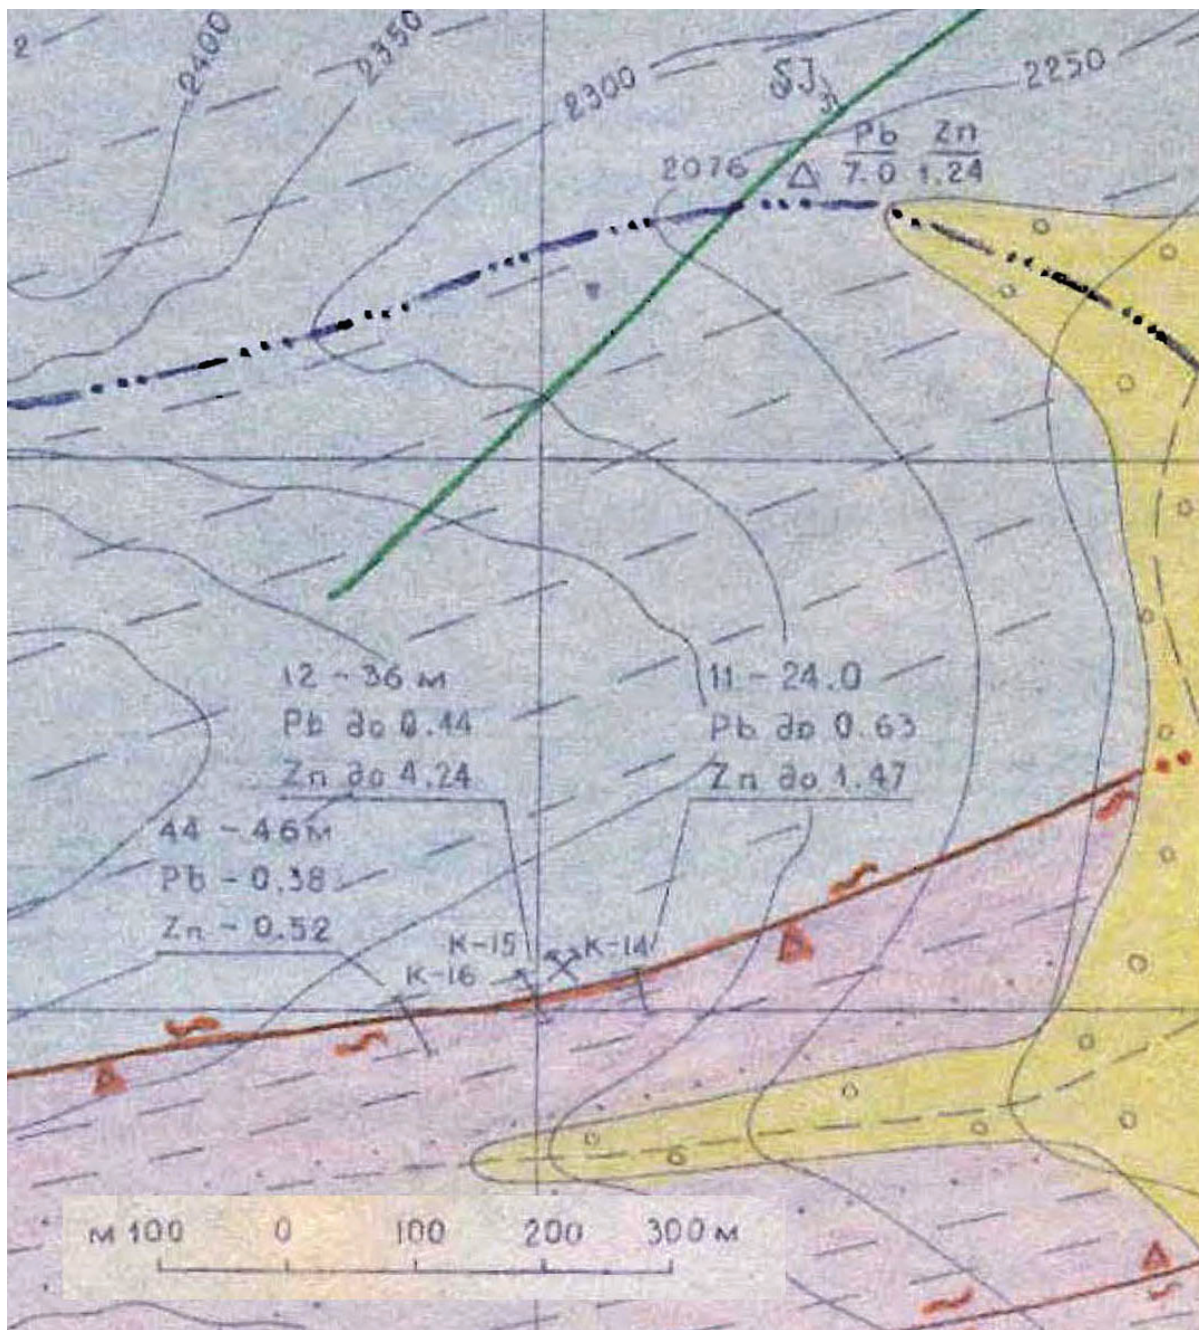 2
2400
2350
2300
2250
2076
Pb Zn
7.0 1.24
12 - 36 м
Pb до 0.44
Zn до 4.24
11 - 24.0
Pb до 0.63
Zn до 1.47
44 - 46 м
Pb - 0.38
Zn - 0.52
К-15
К-14
К-16
м 100 0 100 200 300 м